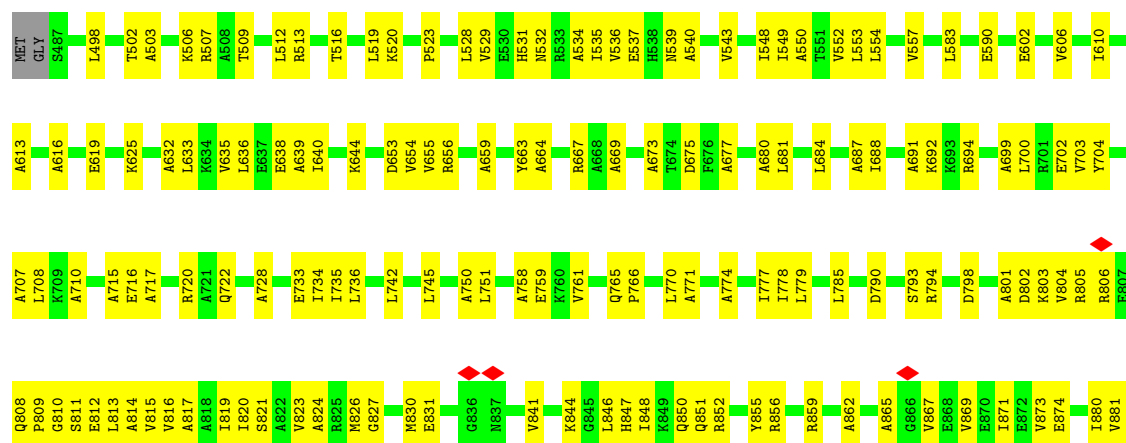 MET GLY S487 L498 T502 A503 K506 R507 A508 T509 L512 R513 T516 L519 K520 P523 L528 V529 E530 H531 N532 R533 A534 I535 V536 E537 H538 N539 A540 V543 I548 I549 A550 T551 V552 L553 L554 V557 L583 E590 E602 V606 I610
A613 A616 E619 K625 A632 L633 K634 V635 L636 E637 E638 A639 I640 K644 D653 V654 V655 R656 A659 Y663 A664 R667 A668 A669 A673 T674 D675 F676 A677 A680 L681 L684 A687 I688 A691 K692 K693 R694 A699 L700 R701 E702 V703 Y704
A707 L708 K709 A710 A715 E716 A717 R720 A721 Q722 A728 E733 I734 I735 L736 L742 L745 A750 L751 A758 E759 K760 V761 Q765 P766 L770 A771 A774 I777 I778 L779 L785 D790 S793 R794 D798 A801 D802 K803 V804 R805 R806 E807
Q808 P809 G810 S811 E812 L813 A814 V815 V816 A817 A818 I819 I820 S821 A822 V823 A824 R825 M826 G827 M830 E831 G836 N837 V841 K844 G845 L846 H847 I848 K849 Q850 Q851 R852 Y855 R856 R859 A862 A865 G866 V867 E868 V869 E870 I871 E872 V873 E874 I880 V881